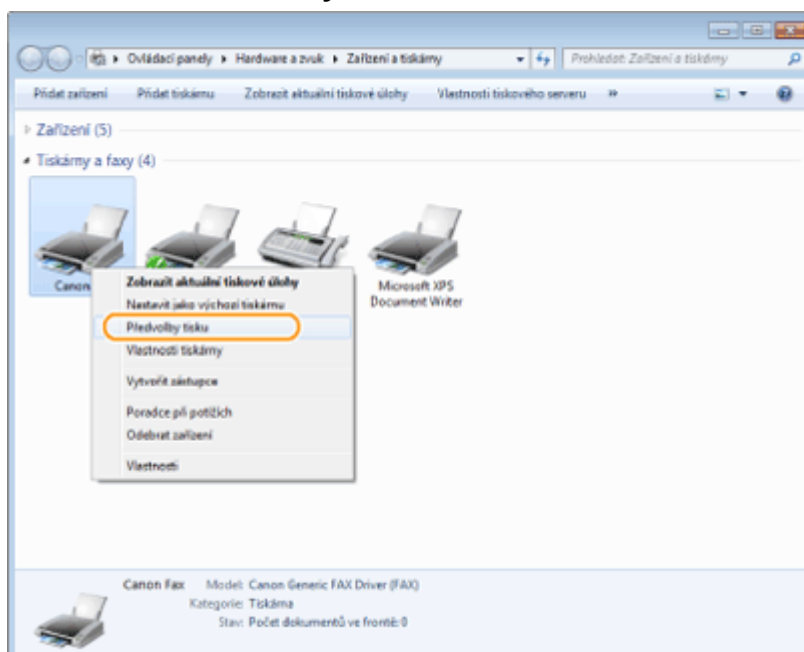 Ovládací panely ▸ Hardware a zvuk ▸ Zařízení a tiskárny
Prohledat: Zařízení a tiskárny
Přidat zařízení Přidat tiskárnu Zobrazit aktuální tiskové úlohy Vlastnosti tiskového serveru »
Zařízení (5)
Tiskárny a faxy (4)
Canon
Microsoft XPS
Document Writer
Zobrazit aktuální tiskové úlohy
Nastavit jako výchozí tiskárnu
Předvolby tisku
Vlastnosti tiskárny
Vytvořit zástupce
Poradce při potížích
Odebrat zařízení
Vlastnosti
Canon Fax Model: Canon Generic FAX Driver (FAX)
Kategorie: Tiskárna
Stav: Počet dokumentů ve frontě: 0